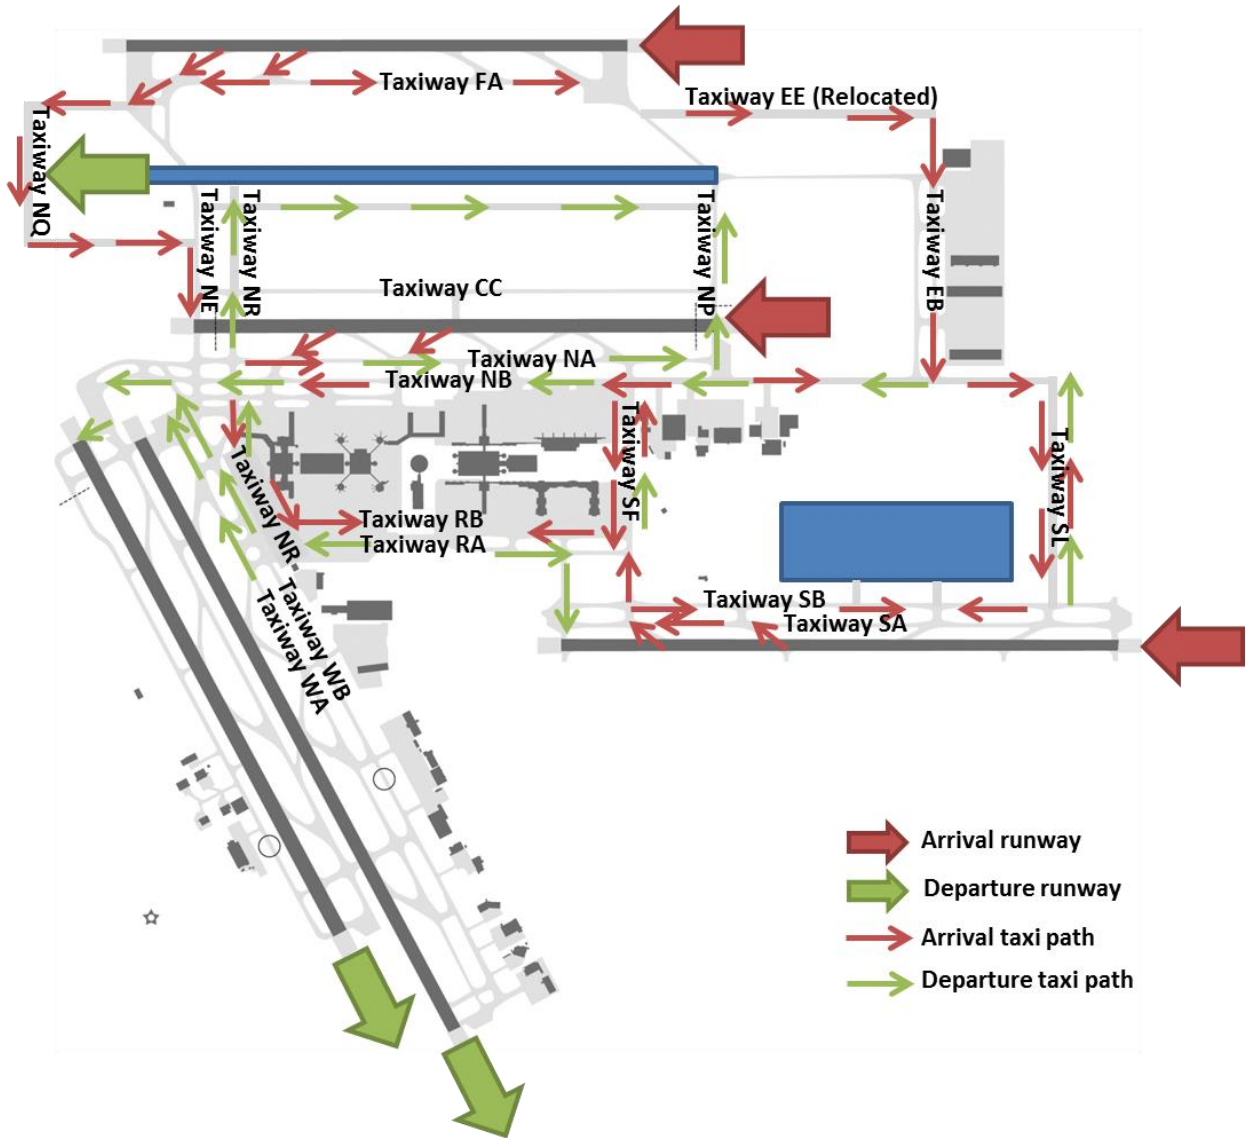 Taxiway FA
Taxiway EE (Relocated)
Taxiway NQ
Taxiway NE
Taxiway NR
Taxiway NP
Taxiway EB
Taxiway CC
Taxiway NA
Taxiway NB
Taxiway SF
Taxiway SL
Taxiway NR
Taxiway RB
Taxiway RA
Taxiway WB
Taxiway WA
Taxiway SB
Taxiway SA
Arrival runway
Departure runway
Arrival taxi path
Departure taxi path